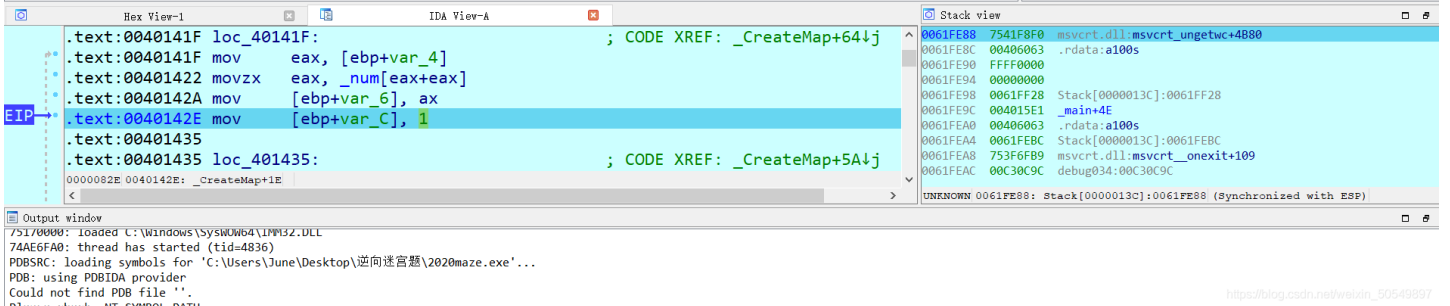 Hex View-1
IDA View-A
Stack view
.text:0040141F loc_40141F: ; CODE XREF: _CreateMap+64↓j
.text:0040141F mov eax, [ebp+var_4]
.text:00401422 movzx eax, _num[eax+eax]
.text:0040142A mov [ebp+var_6], ax
EIP
.text:0040142E mov [ebp+var_C], 1
.text:00401435
.text:00401435 loc_401435: ; CODE XREF: _CreateMap+5A↓j
0000082E 0040142E: _CreateMap+1E
0061FE88 7541F8F0 msvcrt.dll:msvcrt_ungetwc+4B80
0061FE8C 00406063 .rdata:a100s
0061FE90 FFFF0000
0061FE94 00000000
0061FE98 0061FF28 Stack[0000013C]:0061FF28
0061FE9C 004015E1 _main+4E
0061FEA0 00406063 .rdata:a100s
0061FEA4 0061FEBC Stack[0000013C]:0061FEBC
0061FEA8 753F6FB9 msvcrt.dll:msvcrt__onexit+109
0061FEAC 00C30C9C debug034:00C30C9C
UNKNOWN 0061FE88: Stack[0000013C]:0061FE88 (Synchronized with ESP)
Output window
75170000: loaded C:\Windows\SysWOW64\IMM32.DLL
74AE6FA0: thread has started (tid=4836)
PDBSRC: loading symbols for 'C:\Users\June\Desktop\逆向迷宫题\2020maze.exe'...
PDB: using PDBIDA provider
Could not find PDB file ''.
https://blog.csdn.net/weixin_50549897